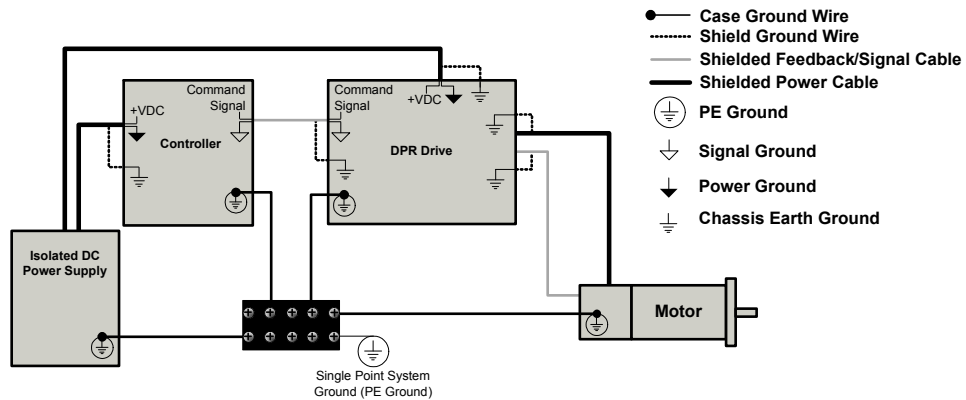 Case Ground Wire
Shield Ground Wire
Shielded Feedback/Signal Cable
Shielded Power Cable
PE Ground
Signal Ground
Power Ground
Chassis Earth Ground
+VDC
Command
Signal
Controller
Command
Signal
+VDC
DPR Drive
Isolated DC
Power Supply
Motor
Single Point System
Ground (PE Ground)